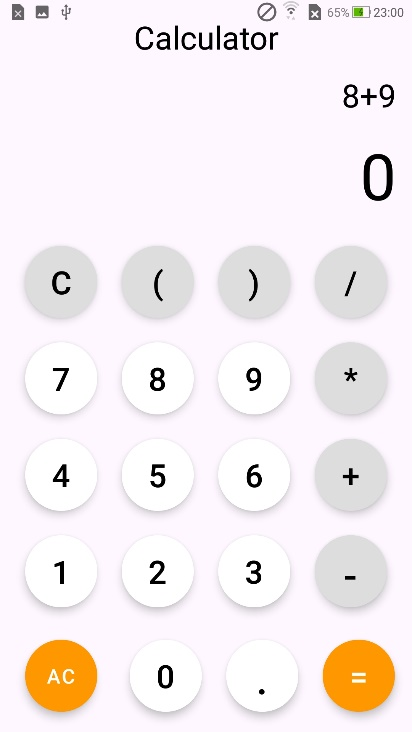 65% 23:00
Calculator
8+9
0
C ( ) /
7 8 9 *
4 5 6 +
1 2 3 -
AC 0 . =